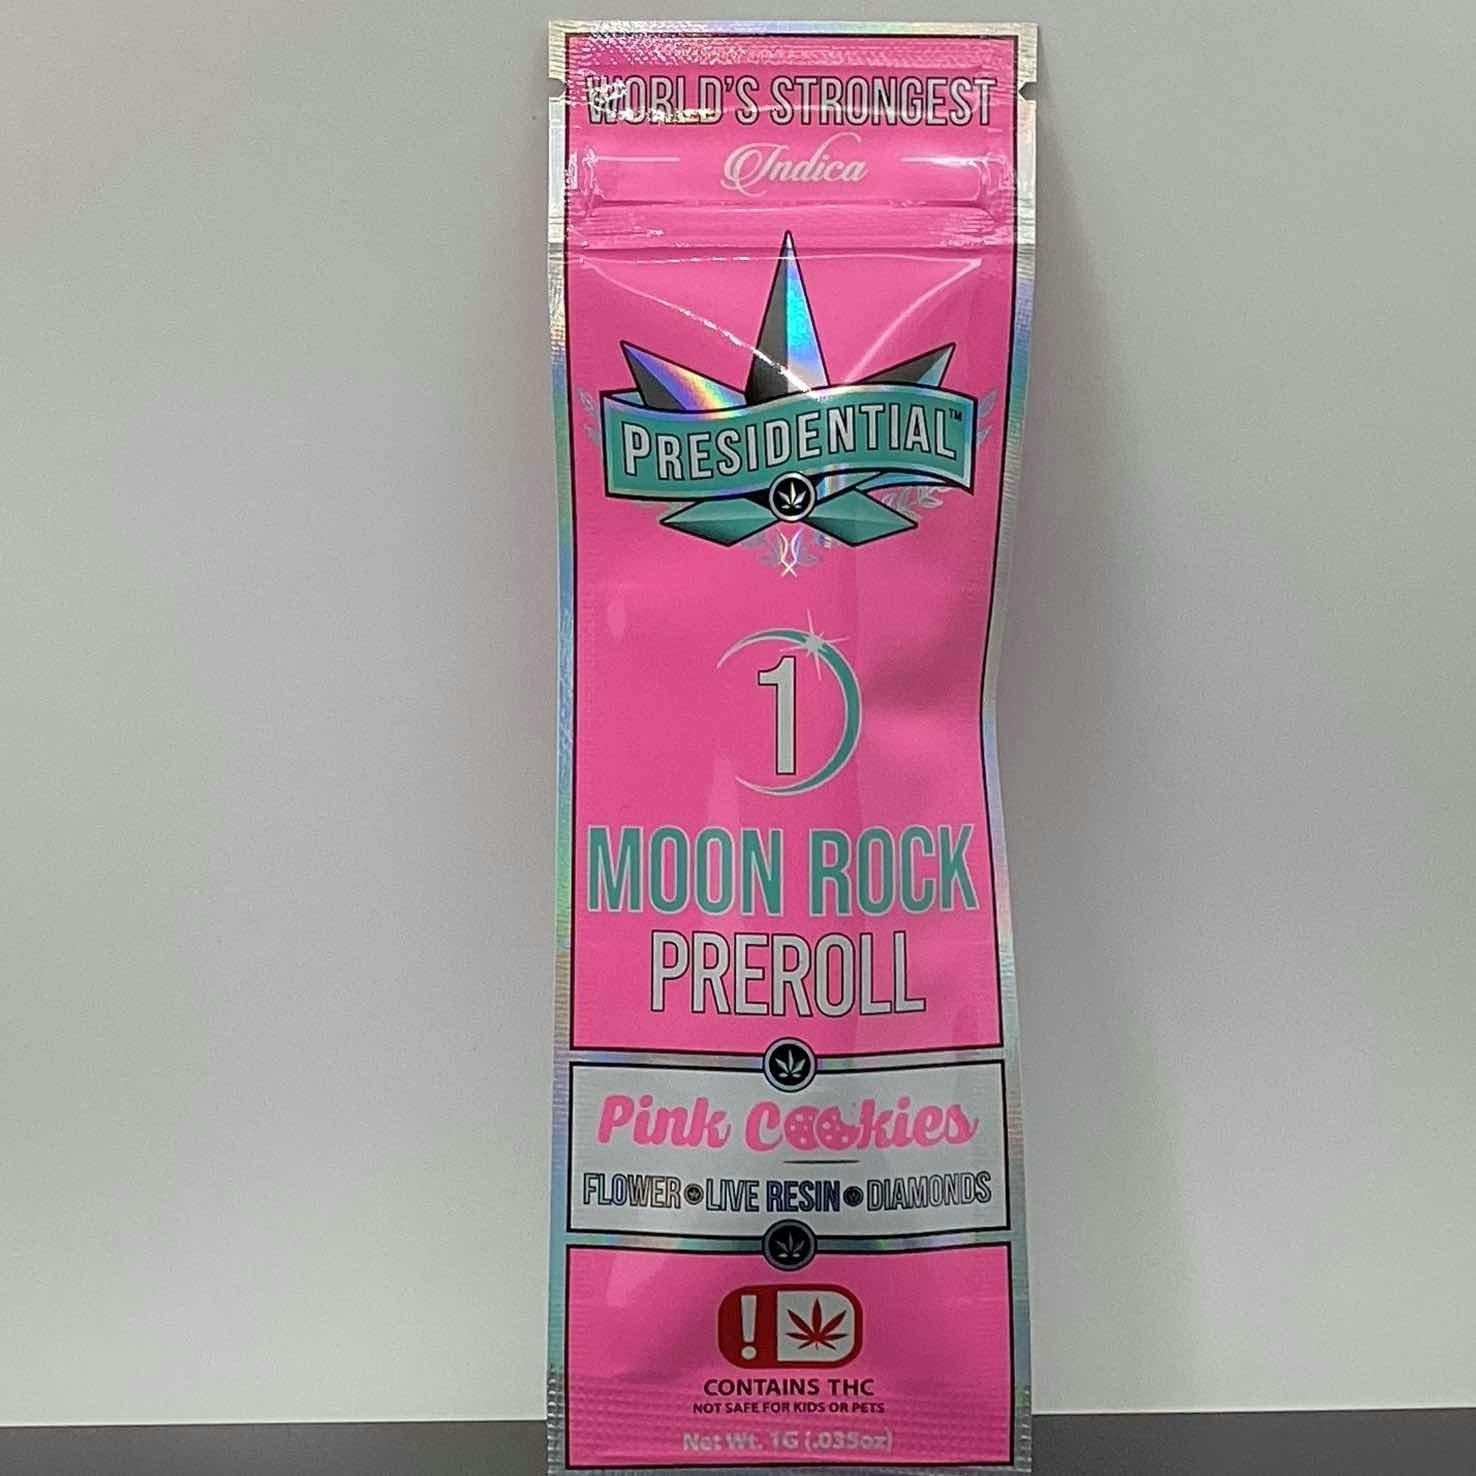 WORLD'S STRONGEST
Indica
PRESIDENTIAL™
1
MOON ROCK
PREROLL
Pink Cookies
FLOWER LIVE RESIN DIAMONDS
!
CONTAINS THC
NOT SAFE FOR KIDS OR PETS
Net Wt. 1G (.035oz)